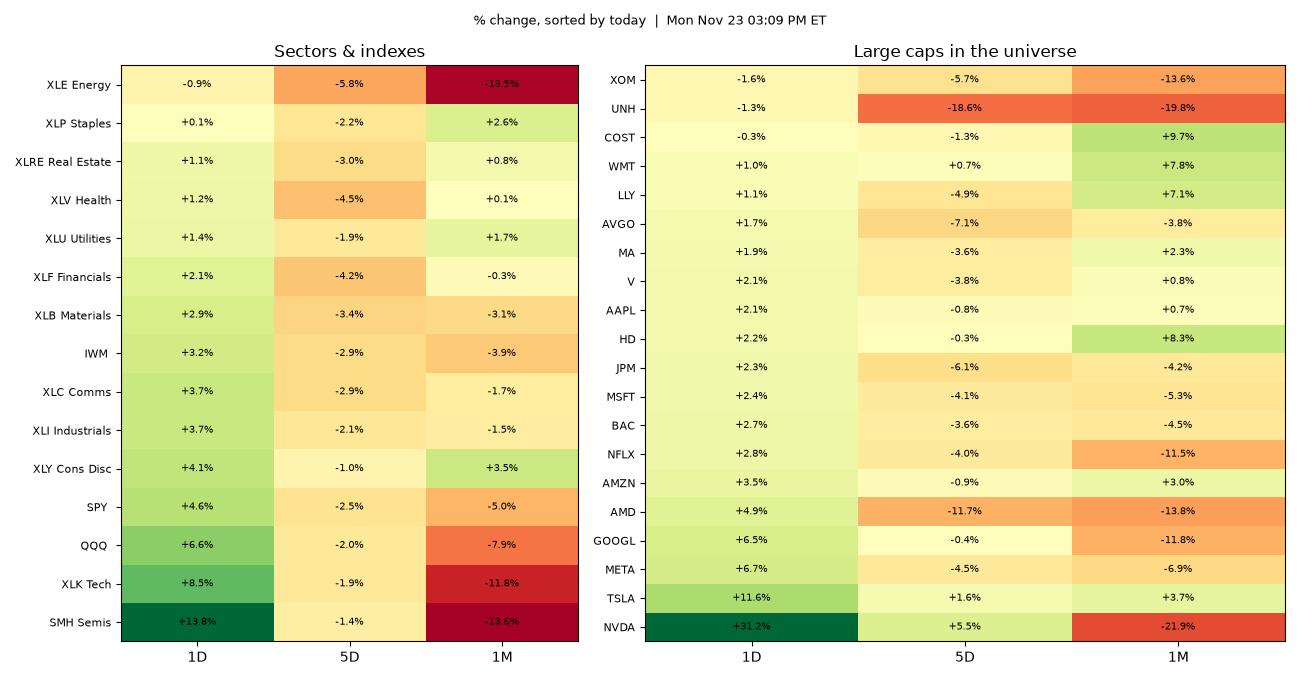 % change, sorted by today | Mon Nov 23 03:09 PM ET
Sectors & indexes
XLE Energy -0.9% -5.8% -13.5%
XLP Staples +0.1% -2.2% +2.6%
XLRE Real Estate +1.1% -3.0% +0.8%
XLV Health +1.2% -4.5% +0.1%
XLU Utilities +1.4% -1.9% +1.7%
XLF Financials +2.1% -4.2% -0.3%
XLB Materials +2.9% -3.4% -3.1%
IWM +3.2% -2.9% -3.9%
XLC Comms +3.7% -2.9% -1.7%
XLI Industrials +3.7% -2.1% -1.5%
XLY Cons Disc +4.1% -1.0% +3.5%
SPY +4.6% -2.5% -5.0%
QQQ +6.6% -2.0% -7.9%
XLK Tech +8.5% -1.9% -11.8%
SMH Semis +13.8% -1.4% -13.6%
1D 5D 1M
Large caps in the universe
XOM -1.6% -5.7% -13.6%
UNH -1.3% -18.6% -19.8%
COST -0.3% -1.3% +9.7%
WMT +1.0% +0.7% +7.8%
LLY +1.1% -4.9% +7.1%
AVGO +1.7% -7.1% -3.8%
MA +1.9% -3.6% +2.3%
V +2.1% -3.8% +0.8%
AAPL +2.1% -0.8% +0.7%
HD +2.2% -0.3% +8.3%
JPM +2.3% -6.1% -4.2%
MSFT +2.4% -4.1% -5.3%
BAC +2.7% -3.6% -4.5%
NFLX +2.8% -4.0% -11.5%
AMZN +3.5% -0.9% +3.0%
AMD +4.9% -11.7% -13.8%
GOOGL +6.5% -0.4% -11.8%
META +6.7% -4.5% -6.9%
TSLA +11.6% +1.6% +3.7%
NVDA +31.2% +5.5% -21.9%
1D 5D 1M